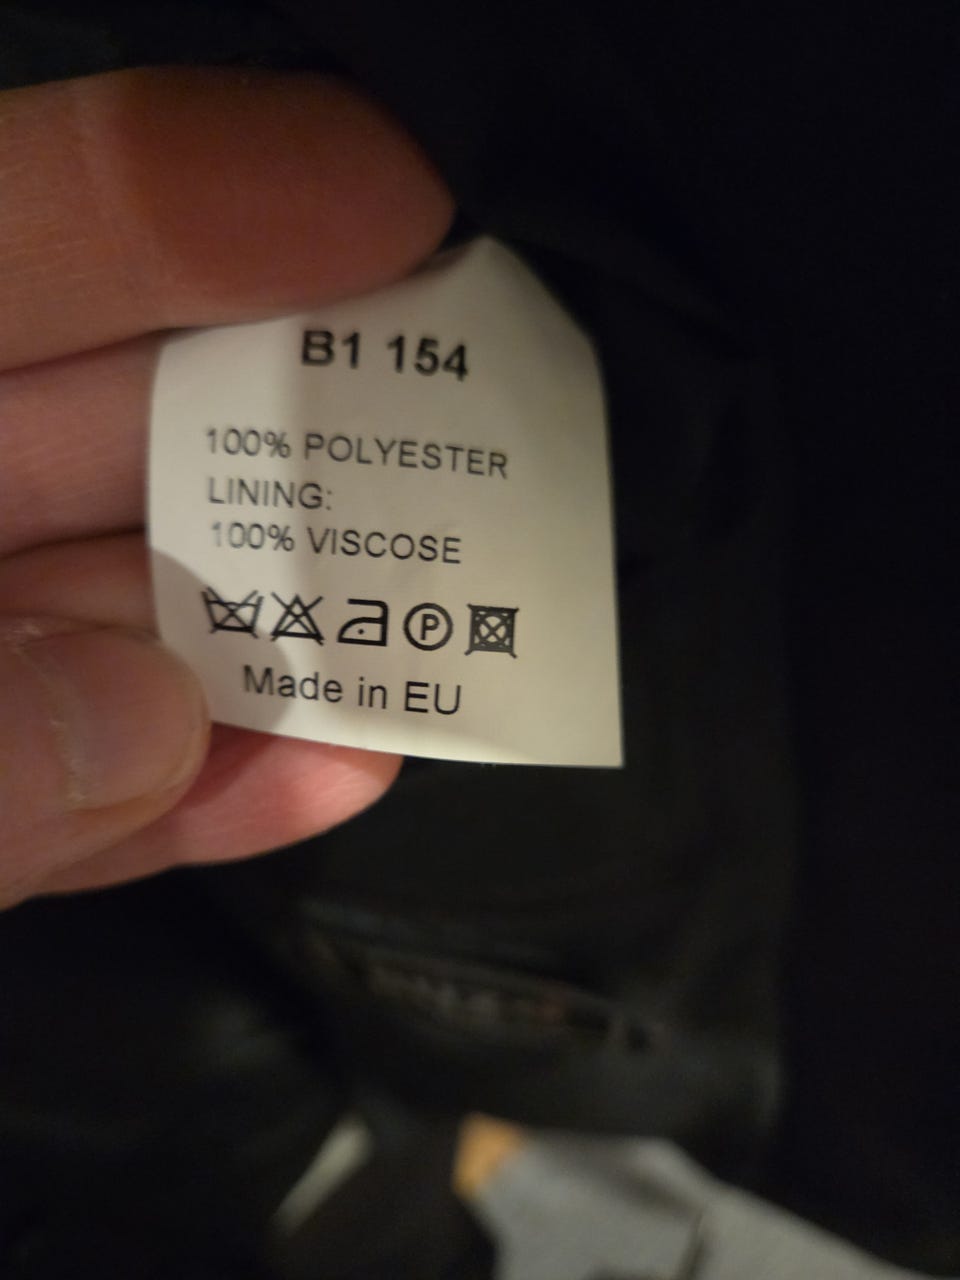 B1 154
100% POLYESTER
LINING:
100% VISCOSE
P
Made in EU